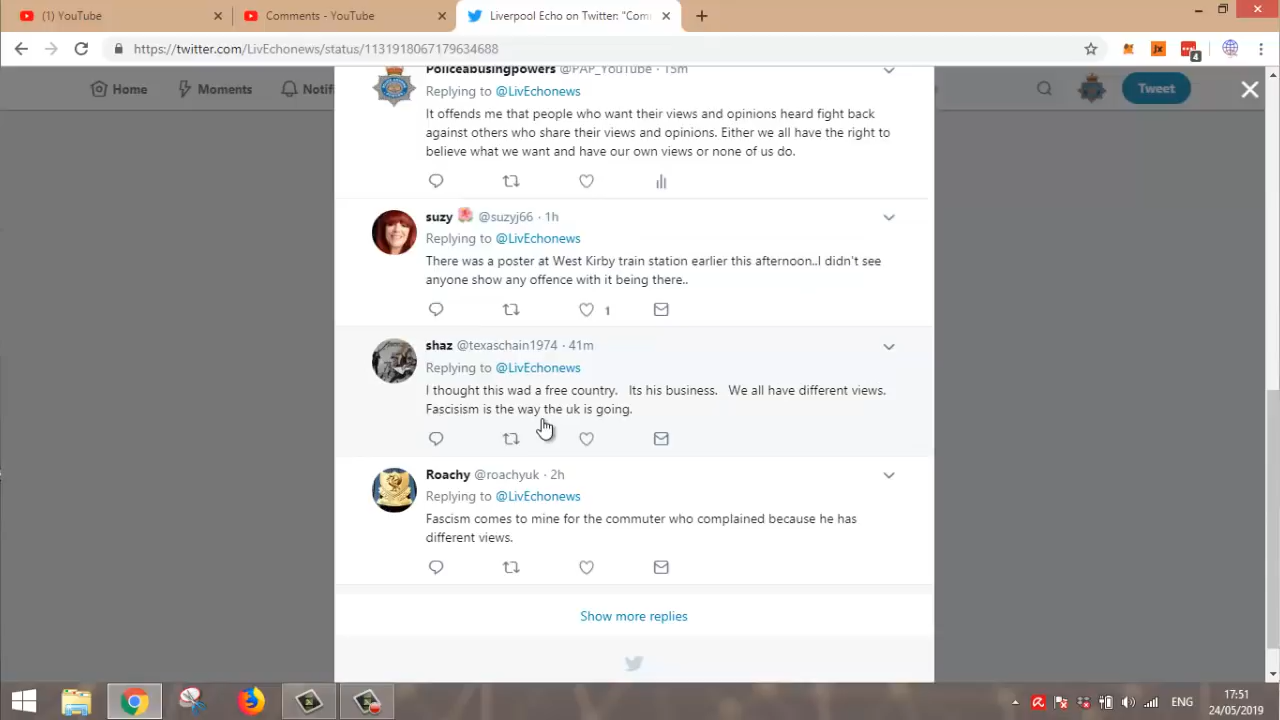 (1) YouTube
Comments - YouTube
Liverpool Echo on Twitter: "Com
https://twitter.com/LivEchonews/status/1131918067179634688
4
Home
Moments
Notifi
Tweet
Policeabusingpowers @PAP_YouTube · 15m
Replying to @LivEchonews
It offends me that people who want their views and opinions heard fight back
against others who share their views and opinions. Either we all have the right to
believe what we want and have our own views or none of us do.
suzy @suzyj66 · 1h
Replying to @LivEchonews
There was a poster at West Kirby train station earlier this afternoon..I didn't see
anyone show any offence with it being there..
1
shaz @texaschain1974 · 41m
Replying to @LivEchonews
I thought this wad a free country. Its his business. We all have different views.
Fascisism is the way the uk is going.
Roachy @roachyuk · 2h
Replying to @LivEchonews
Fascism comes to mine for the commuter who complained because he has
different views.
Show more replies
ENG
17:51
24/05/2019